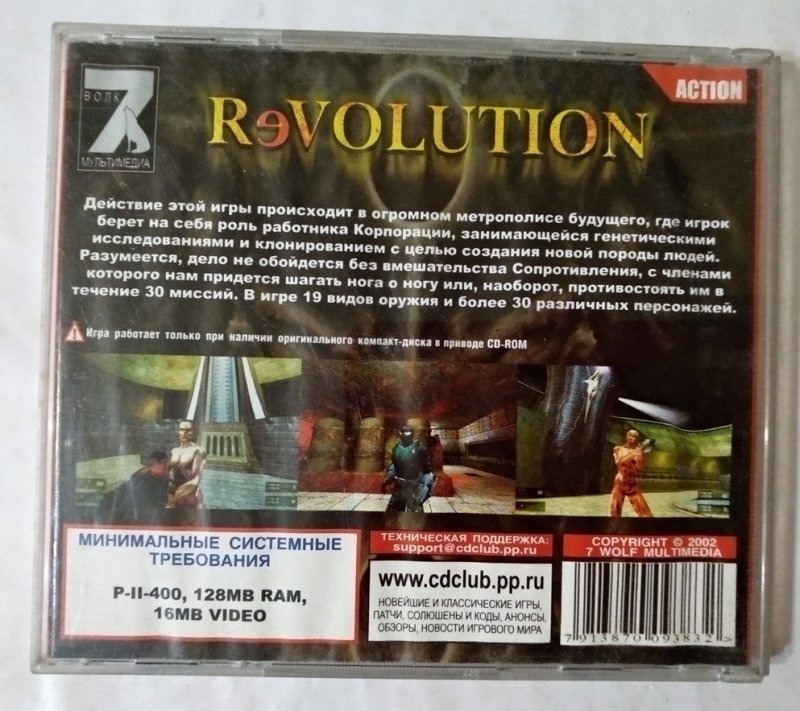 ВОЛК
7
МУЛЬТИМЕДИА
ReVOLUTION
ACTION
Действие этой игры происходит в огромном метрополисе будущего, где игрок
берет на себя роль работника Корпорации, занимающейся генетическими
исследованиями и клонированием с целью создания новой породы людей.
Разумеется, дело не обойдется без вмешательства Сопротивления, с членами
которого нам придется шагать нога о ногу или, наоборот, противостоять им в
течение 30 миссий. В игре 19 видов оружия и более 30 различных персонажей.
Игра работает только при наличии оригинального компакт-диска в приводе CD-ROM
МИНИМАЛЬНЫЕ СИСТЕМНЫЕ
ТРЕБОВАНИЯ
P-II-400, 128MB RAM,
16MB VIDEO
ТЕХНИЧЕСКАЯ ПОДДЕРЖКА:
support@cdclub.pp.ru
www.cdclub.pp.ru
НОВЕЙШИЕ И КЛАССИЧЕСКИЕ ИГРЫ,
ПАТЧИ, СОЛЮШЕНЫ И КОДЫ, АНОНСЫ,
ОБЗОРЫ, НОВОСТИ ИГРОВОГО МИРА
COPYRIGHT © 2002
7 WOLF MULTIMEDIA
7 913870 093832 >